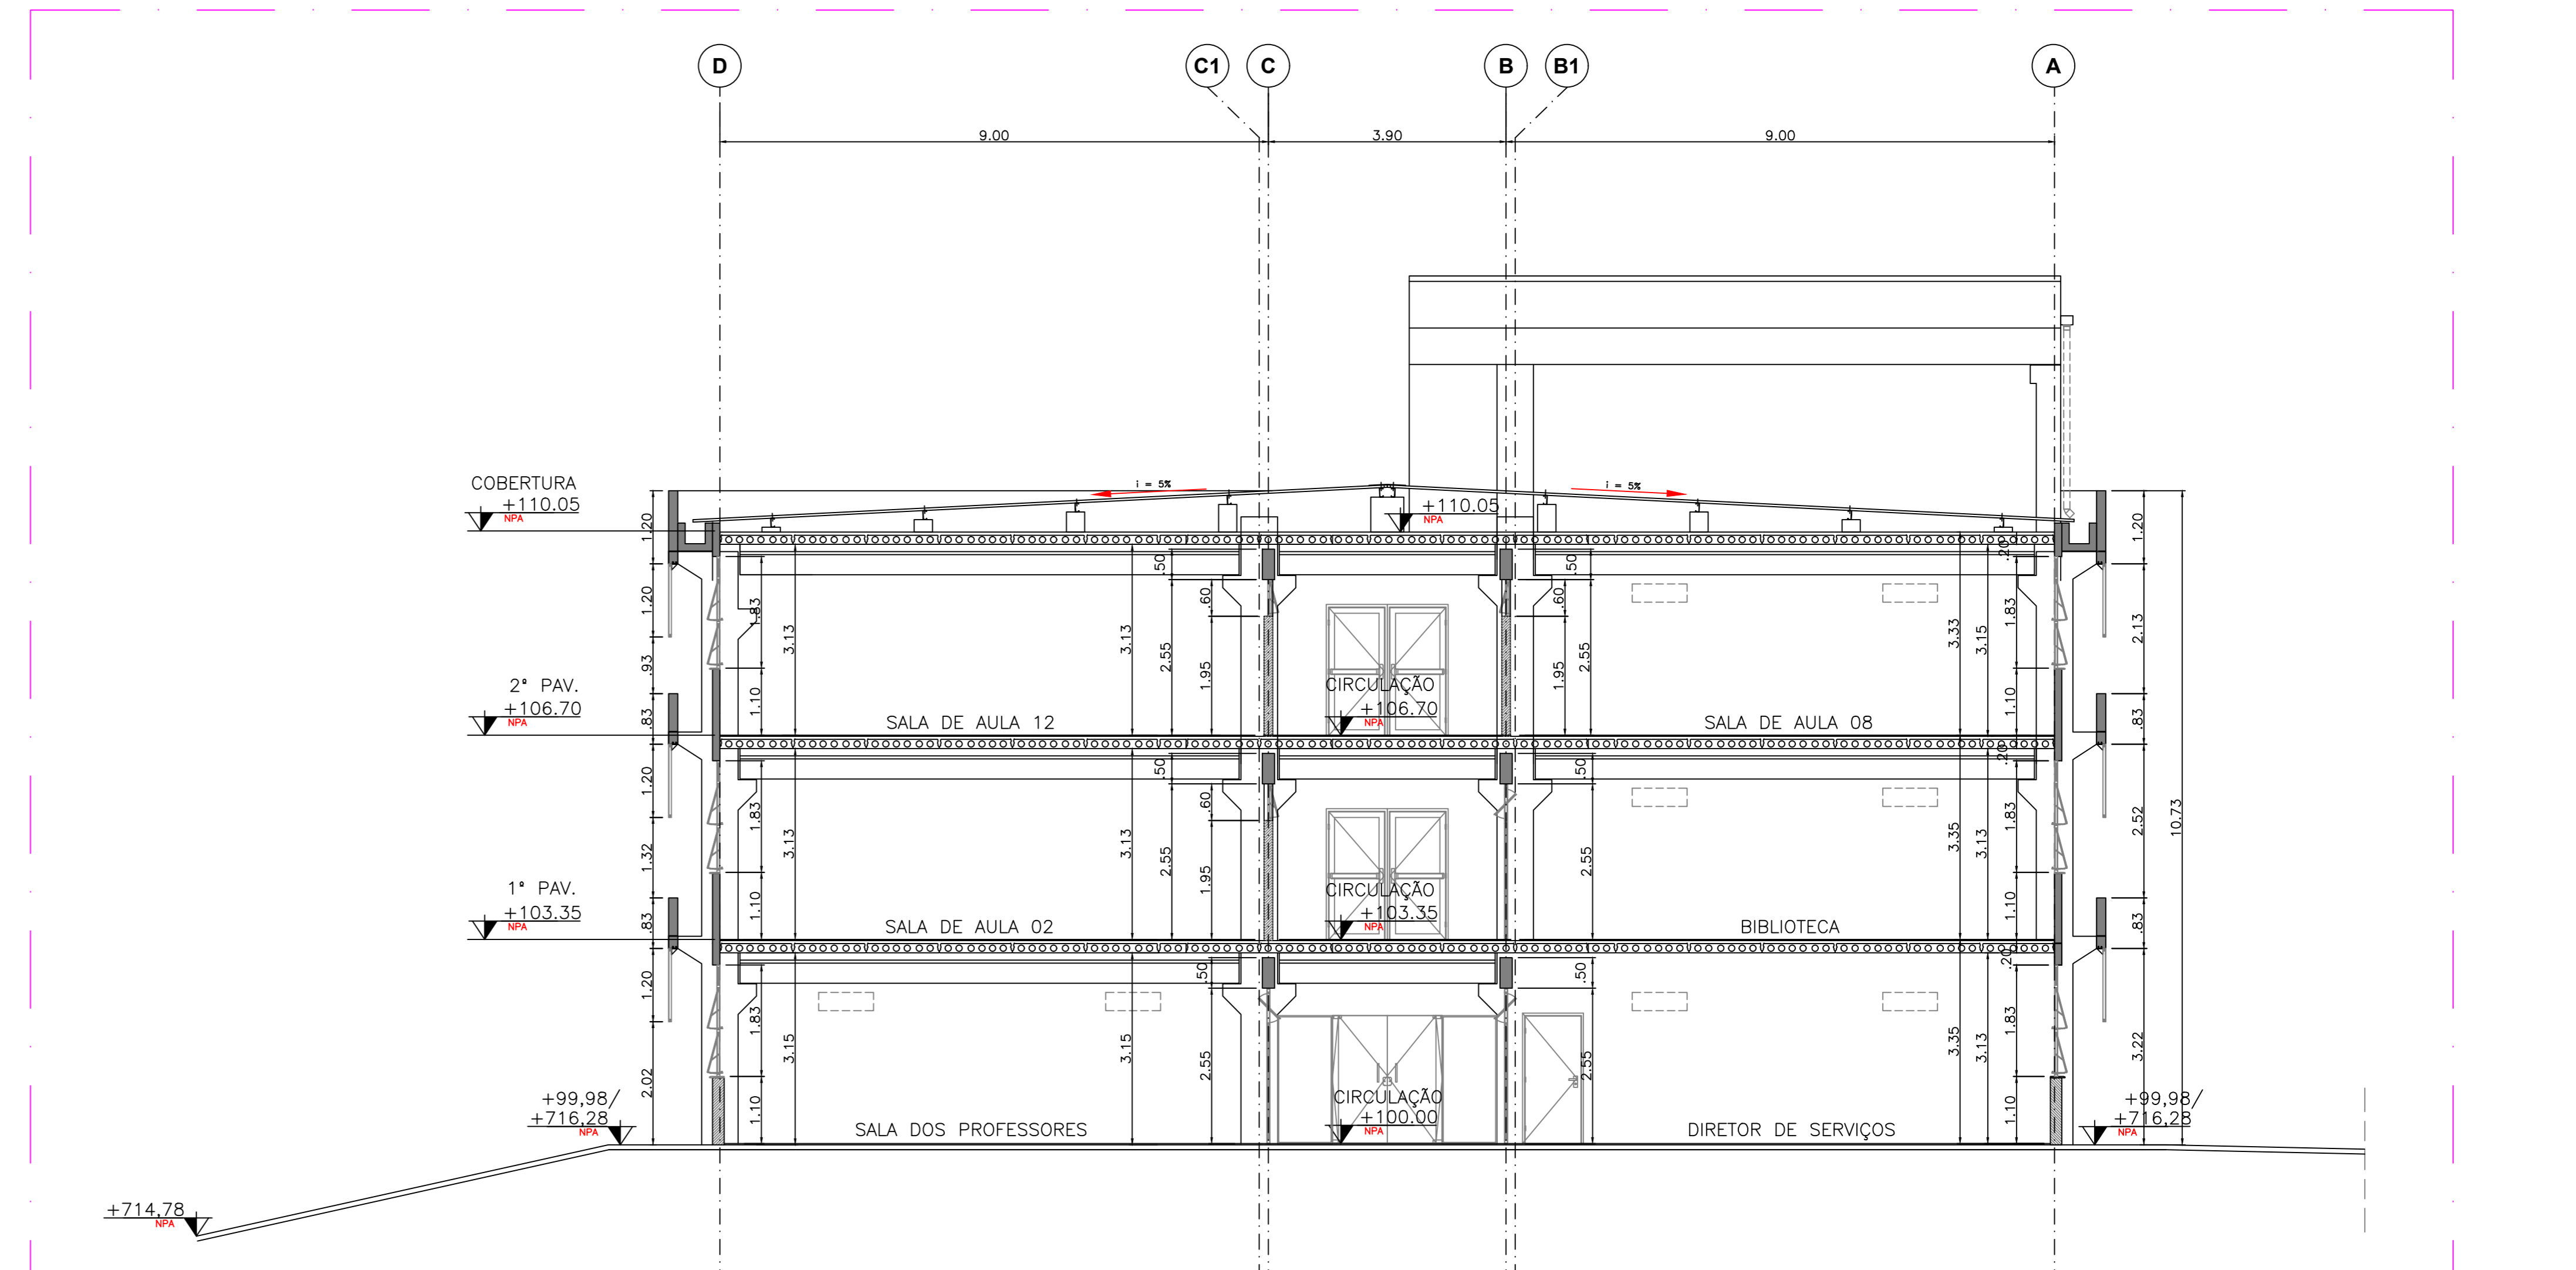 D
C1
C
B
B1
A
9.00
3.90
9.00
COBERTURA
+110.05
NPA
i = 5%
i = 5%
+110.05
NPA
1.20
.50
.50
.20
1.20
1.20
1.83
3.13
3.13
2.55
.60
1.95
.60
1.95
2.55
3.33
3.15
1.83
2.13
.93
1.10
1.10
2ª PAV.
+106.70
NPA
CIRCULAÇÃO
+106.70
NPA
SALA DE AULA 12
SALA DE AULA 08
.83
.83
.50
.50
.20
1.20
1.83
3.13
3.13
2.55
.60
1.95
2.55
3.35
3.13
1.83
2.52
10.73
1.32
1.10
1.10
1ª PAV.
+103.35
NPA
CIRCULAÇÃO
+103.35
NPA
SALA DE AULA 02
BIBLIOTECA
.83
.83
.50
.50
.20
1.20
1.83
3.15
3.15
2.55
2.55
3.35
3.13
1.83
3.22
2.02
1.10
1.10
+99,98/
+716,28
NPA
CIRCULAÇÃO
+100.00
NPA
+99,98/
+716,28
NPA
SALA DOS PROFESSORES
DIRETOR DE SERVIÇOS
+714,78
NPA